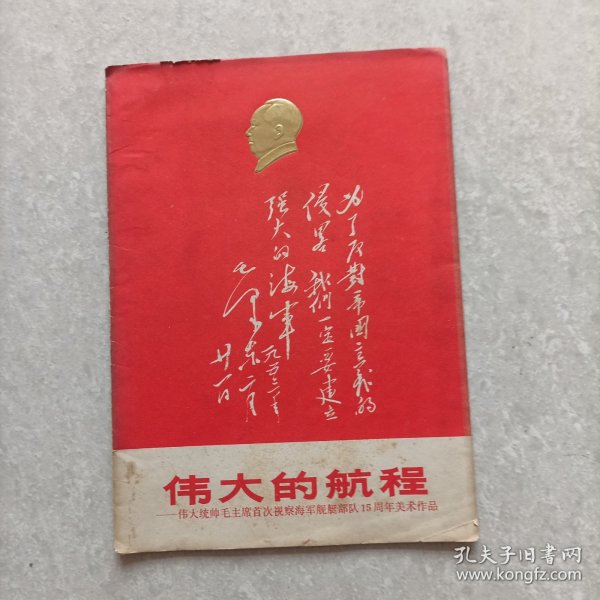 为了反对帝国主义的
侵略 我们一定要建立
强大的海军
毛泽东
一九五三年
二月
廿一日
伟大的航程
——伟大统帅毛主席首次视察海军舰艇部队15周年美术作品
孔夫子旧书网
www.kongfz.com